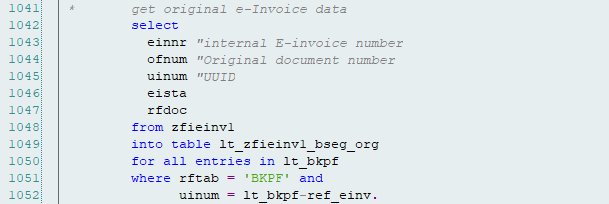 1041 * get original e-Invoice data
1042 select
1043 einnr "internal E-invoice number
1044 ofnum "Original document number
1045 uinum "UUID
1046 eista
1047 rfdoc
1048 from zfieinv1
1049 into table lt_zfieinv1_bseg_org
1050 for all entries in lt_bkpf
1051 where rftab = 'BKPF' and
1052 uinum = lt_bkpf-ref_einv.